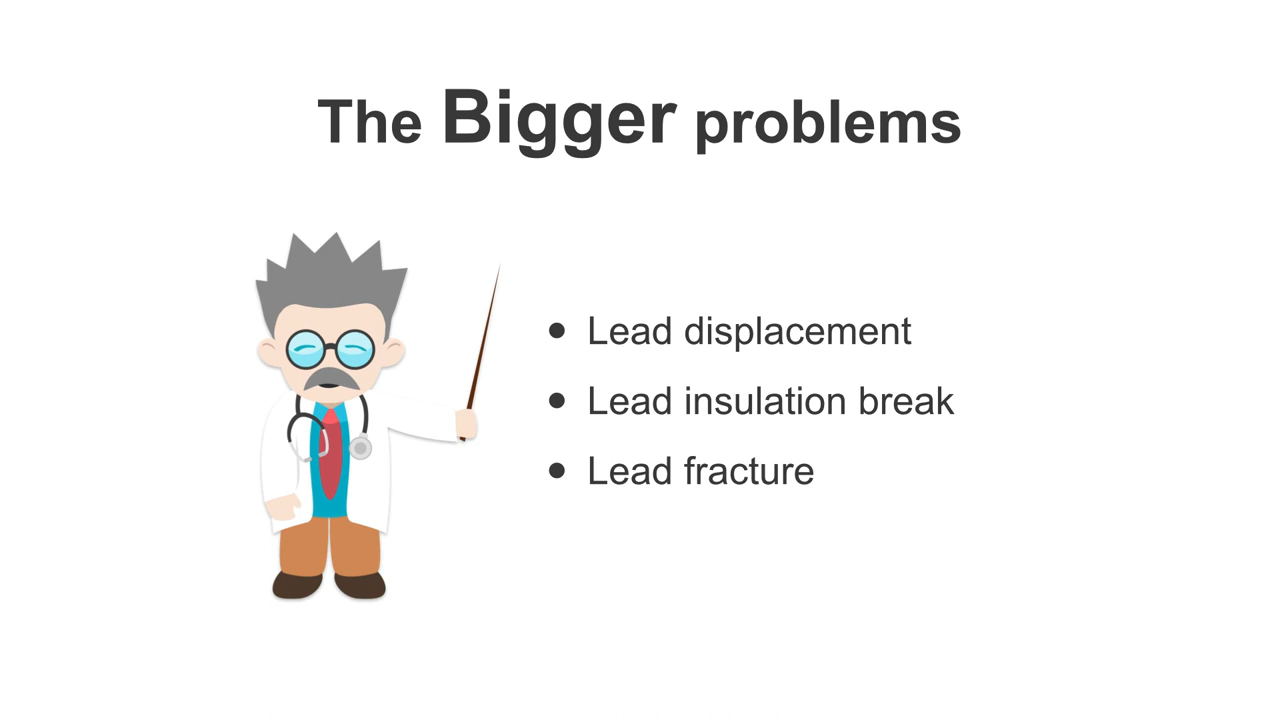 The Bigger problems
• Lead displacement
• Lead insulation break
• Lead fracture